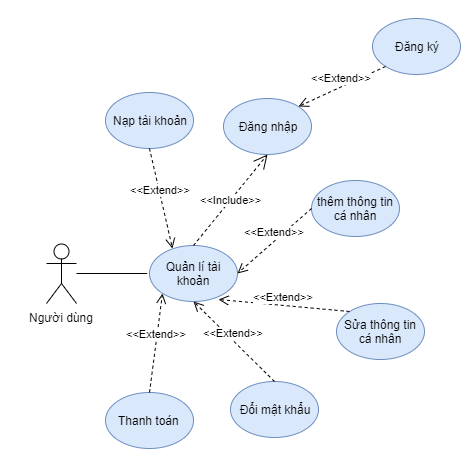 Đăng ký
<<Extend>>
Nạp tài khoản
Đăng nhập
<<Extend>>
<<Include>>
thêm thông tin
cá nhân
<<Extend>>
Quản lí tài
khoản
Người dùng
<<Extend>>
Sửa thông tin
cá nhân
<<Extend>>
<<Extend>>
Thanh toán
Đổi mật khẩu